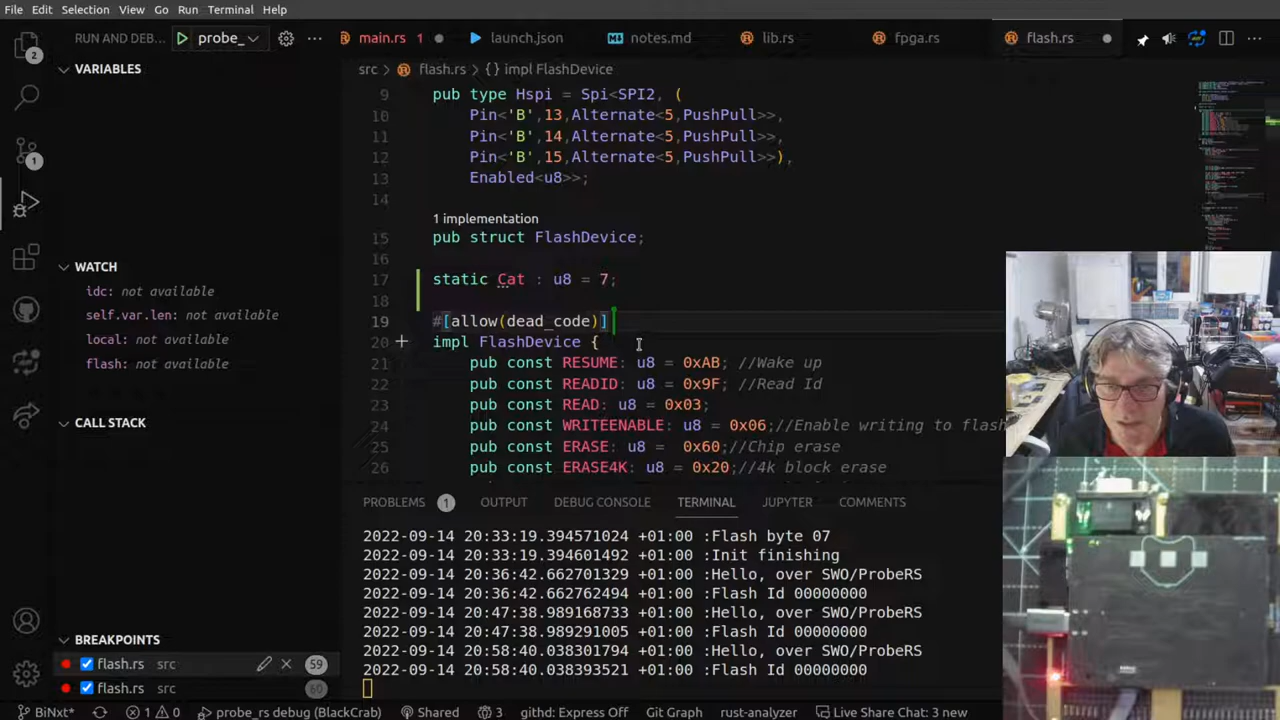 File Edit Selection View Go Run Terminal Help
RUN AND DEB... probe_
main.rs 1 launch.json notes.md lib.rs fpga.rs flash.rs
src > flash.rs > {} impl FlashDevice
VARIABLES
WATCH
idc: not available
self.var.len: not available
local: not available
flash: not available
CALL STACK
BREAKPOINTS
flash.rs src 59
flash.rs src 60
2
1
9 pub type Hspi = Spi<SPI2, (
10 Pin<'B',13,Alternate<5,PushPull>>,
11 Pin<'B',14,Alternate<5,PushPull>>,
12 Pin<'B',15,Alternate<5,PushPull>>),
13 Enabled<u8>>;
14
1 implementation
15 pub struct FlashDevice;
16
17 static Cat : u8 = 7;
18
19 #[allow(dead_code)]
20 impl FlashDevice {
21 pub const RESUME: u8 = 0xAB; //Wake up
22 pub const READID: u8 = 0x9F; //Read Id
23 pub const READ: u8 = 0x03;
24 pub const WRITEENABLE: u8 = 0x06;//Enable writing to flash
25 pub const ERASE: u8 = 0x60;//Chip erase
26 pub const ERASE4K: u8 = 0x20;//4k block erase
PROBLEMS 1 OUTPUT DEBUG CONSOLE TERMINAL JUPYTER COMMENTS
2022-09-14 20:33:19.394571024 +01:00 :Flash byte 07
2022-09-14 20:33:19.394601492 +01:00 :Init finishing
2022-09-14 20:36:42.662701329 +01:00 :Hello, over SWO/ProbeRS
2022-09-14 20:36:42.662762494 +01:00 :Flash Id 00000000
2022-09-14 20:47:38.989168733 +01:00 :Hello, over SWO/ProbeRS
2022-09-14 20:47:38.989291005 +01:00 :Flash Id 00000000
2022-09-14 20:58:40.038301794 +01:00 :Hello, over SWO/ProbeRS
2022-09-14 20:58:40.038393521 +01:00 :Flash Id 00000000
BiNxt* 1 0 probe_rs debug (BlackCrab) Shared 3 githd: Express Off Git Graph rust-analyzer Live Share Chat: 3 new